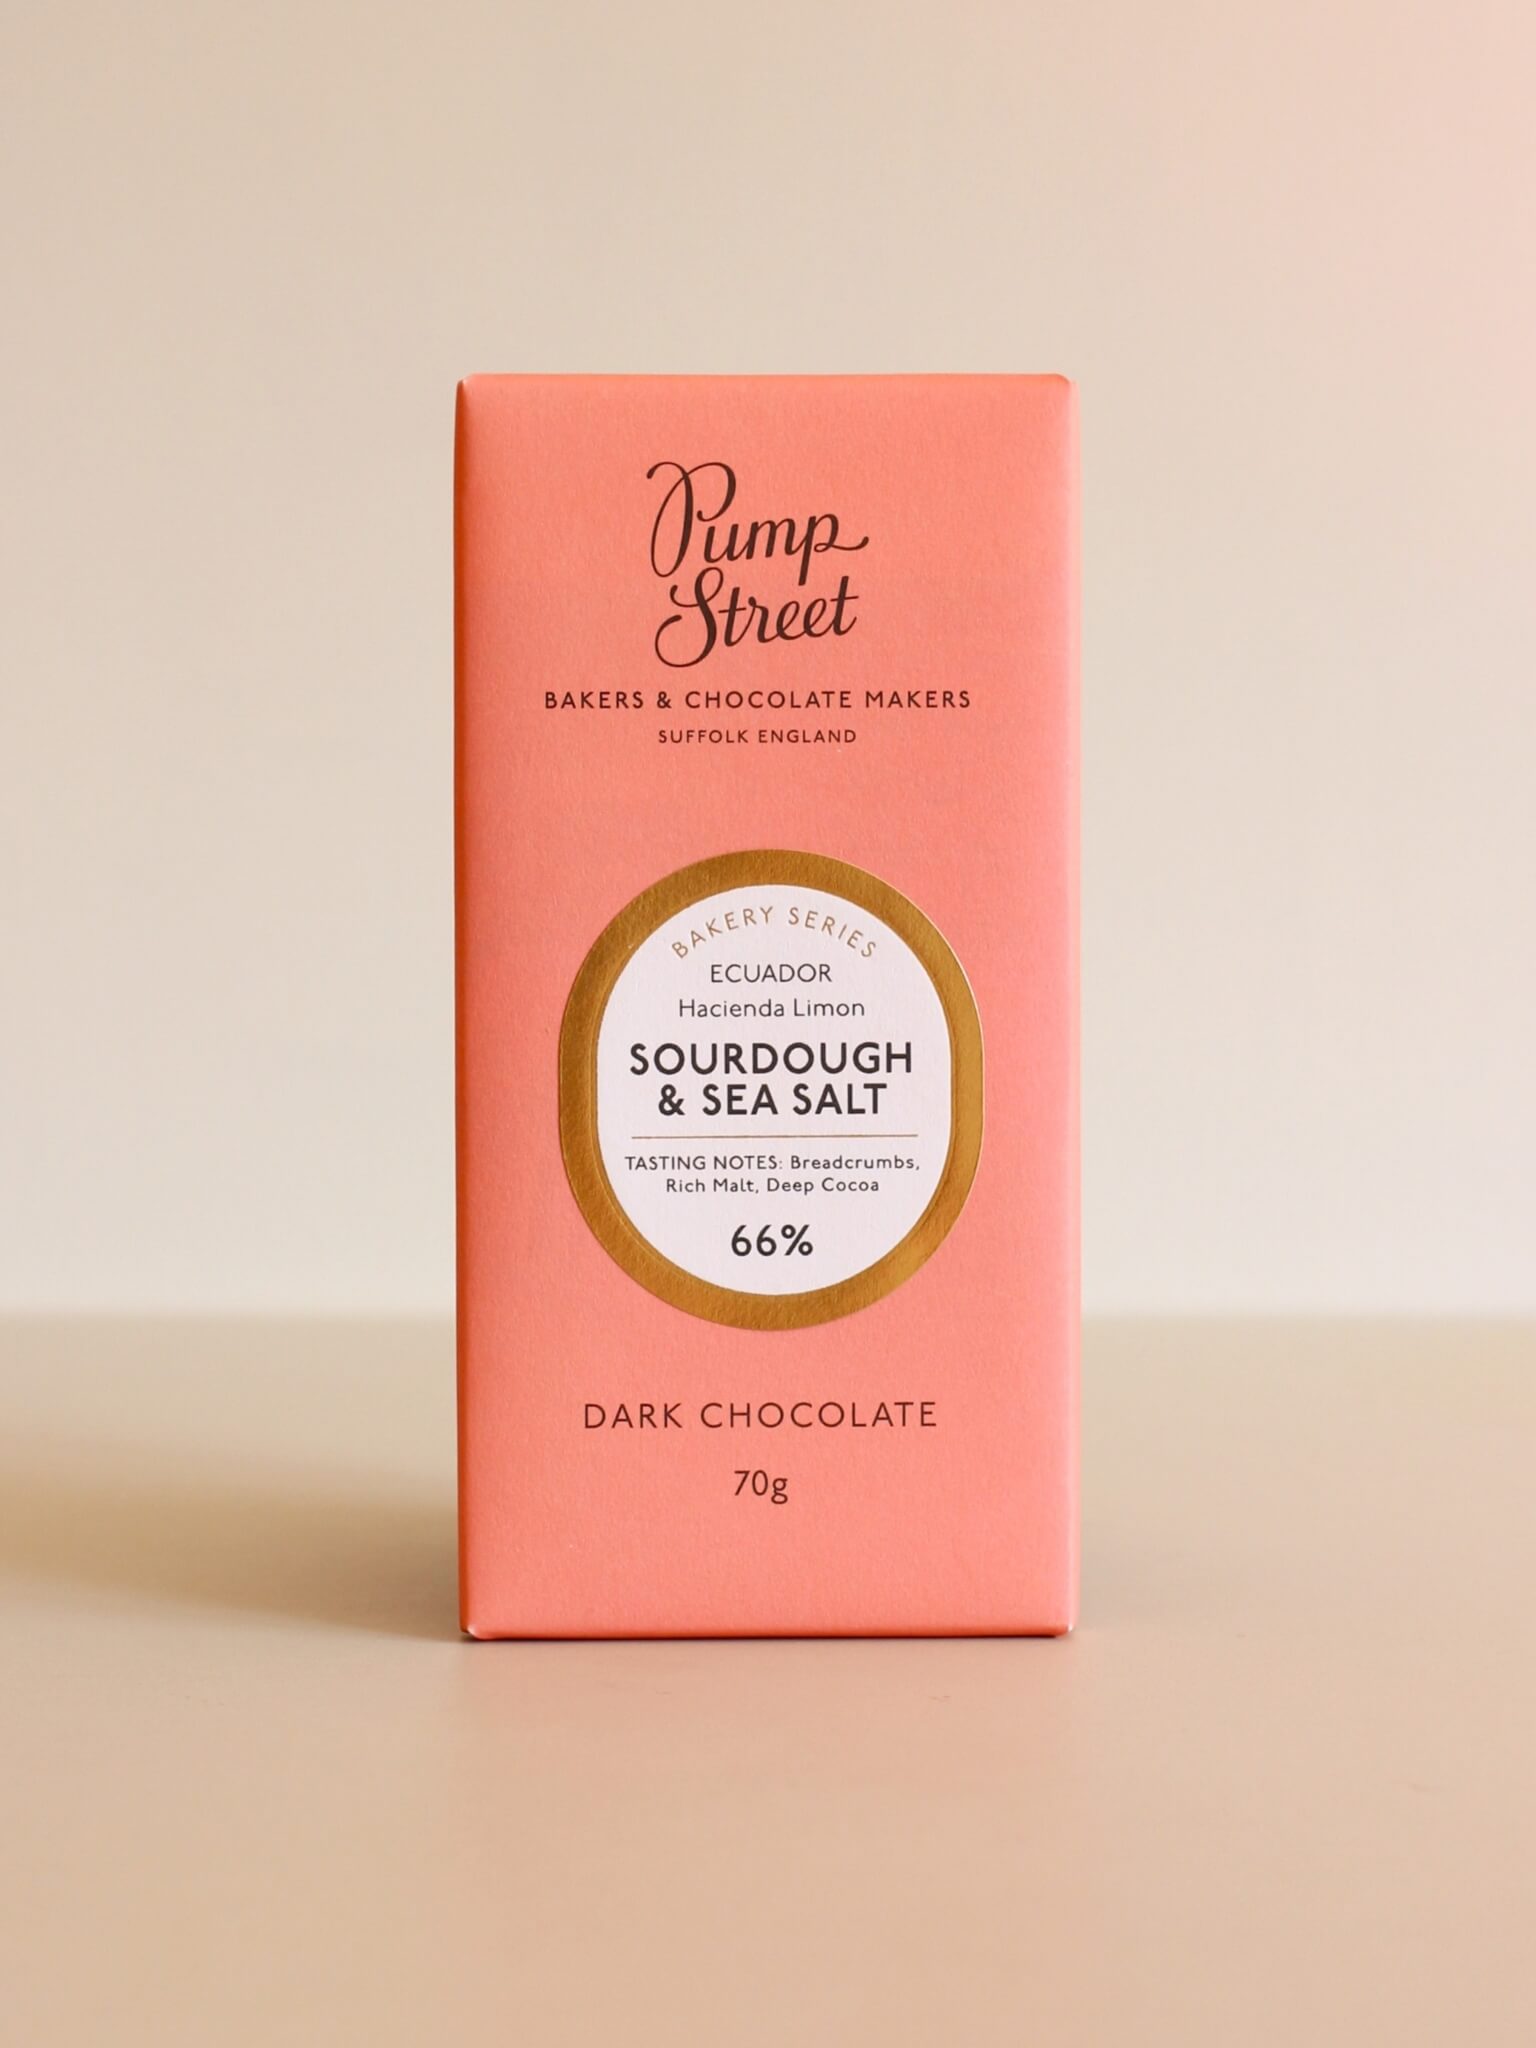 Pump
Street
BAKERS & CHOCOLATE MAKERS
SUFFOLK ENGLAND
BAKERY SERIES
ECUADOR
Hacienda Limon
SOURDOUGH
& SEA SALT
TASTING NOTES: Breadcrumbs,
Rich Malt, Deep Cocoa
66%
DARK CHOCOLATE
70g